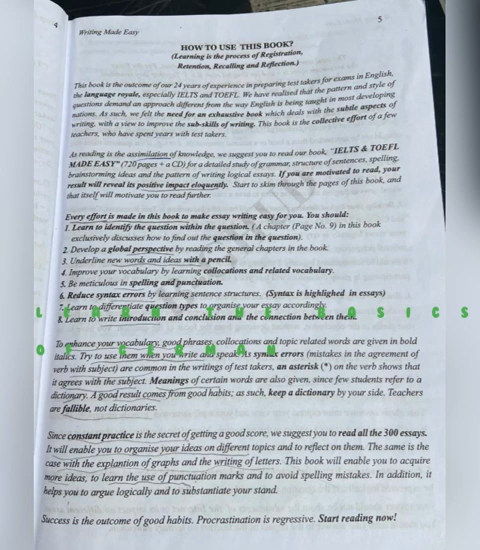 4
Writing Made Easy
5
HOW TO USE THIS BOOK?
(Learning is the process of Registration,
Retention, Recalling and Reflection.)
This book is the outcome of our 24 years of experience in preparing test takers for exams in English,
the language royale, especially IELTS and TOEFL. We have realised that the pattern and style of
questions demand an approach different from the way English is being taught in most developing
nations. As such, we felt the need for an exhaustive book which deals with the subtle aspects of
writing, with a view to improve the sub-skills of writing. This book is the collective effort of a few
teachers, who have spent years with test takers.
As reading is the assimilation of knowledge, we suggest you to read our book, "IELTS & TOEFL
MADE EASY" (720 pages + a CD) for a detailed study of grammar, structure of sentences, spelling,
brainstorming ideas and the pattern of writing logical essays. If you are motivated to read, your
result will reveal its positive impact eloquently. Start to skim through the pages of this book, and
that itself will motivate you to read further.
Every effort is made in this book to make essay writing easy for you. You should:
1. Learn to identify the question within the question. (A chapter (Page No. 9) in this book
exclusively discusses how to find out the question in the question).
2. Develop a global perspective by reading the general chapters in the book.
3. Underline new words and ideas with a pencil.
4. Improve your vocabulary by learning collocations and related vocabulary.
5. Be meticulous in spelling and punctuation.
6. Reduce syntax errors by learning sentence structures. (Syntax is highlighed in essays)
7. Learn to differentiate question types to organise your essay accordingly.
8. Learn to write introduction and conclusion and the connection between them.
To enhance your vocabulary, good phrases, collocations and topic related words are given in bold
italics. Try to use them when you write and speak. As syntax errors (mistakes in the agreement of
verb with subject) are common in the writings of test takers, an asterisk (*) on the verb shows that
it agrees with the subject. Meanings of certain words are also given, since few students refer to a
dictionary. A good result comes from good habits; as such, keep a dictionary by your side. Teachers
are fallible, not dictionaries.
Since constant practice is the secret of getting a good score, we suggest you to read all the 300 essays.
It will enable you to organise your ideas on different topics and to reflect on them. The same is the
case with the explantion of graphs and the writing of letters. This book will enable you to acquire
more ideas, to learn the use of punctuation marks and to avoid spelling mistakes. In addition, it
helps you to argue logically and to substantiate your stand.
Success is the outcome of good habits. Procrastination is regressive. Start reading now!